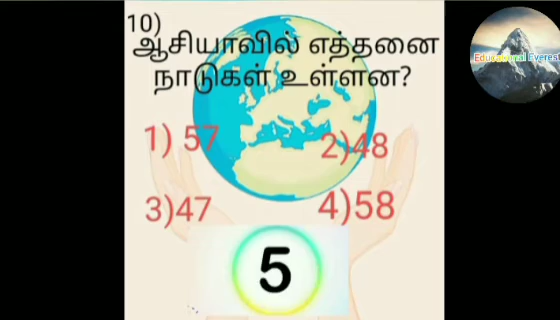 10)
ஆசியாவில் எத்தனை
நாடுகள் உள்ளன?
1) 57
2)48
3)47
4)58
5
Educational Everest